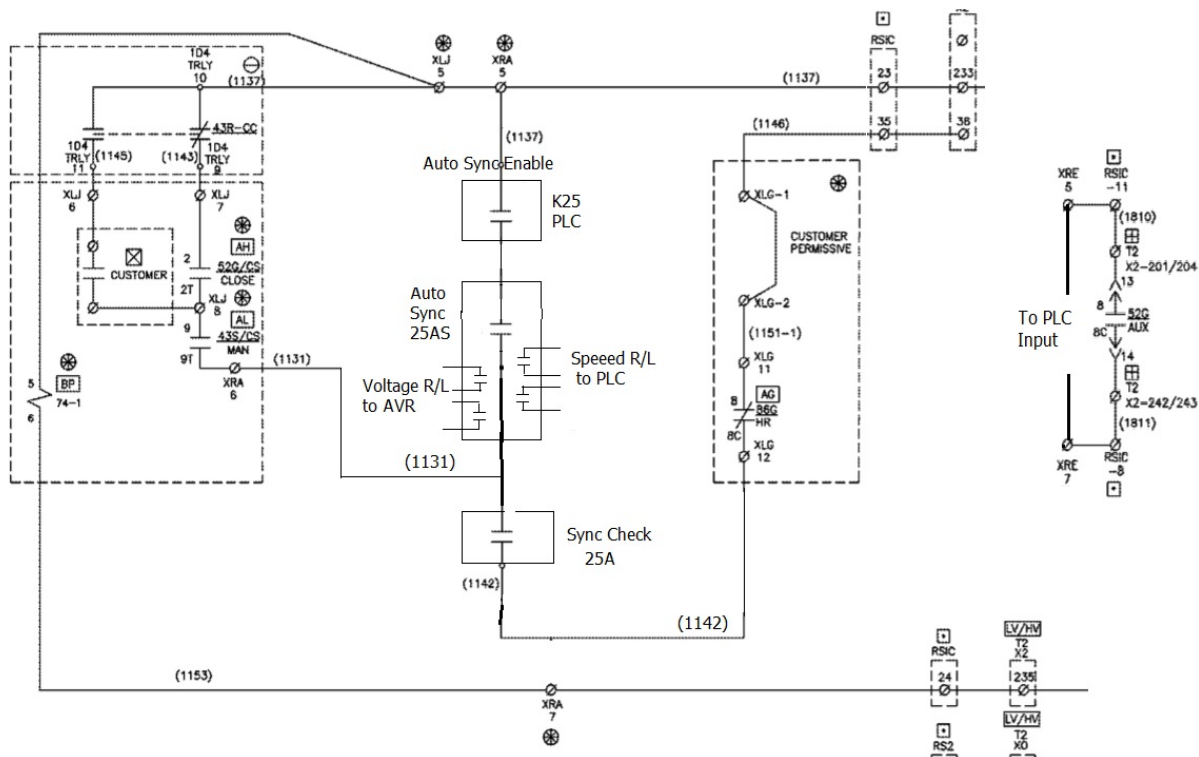 1D4
TRLY
10
(1137)
43R-CC
1D4
TRLY
11
(1145)
(1143)
1D4
TRLY
9
XLJ
6
XLJ
7
CUSTOMER
AH
2
52G/CS
CLOSE
2T
XLJ
8
AL
9
43S/CS
MAN
9T
XRA
6
(1131)
5
BP
74-1
6
XLJ
5
XRA
5
(1137)
Auto Sync Enable
K25
PLC
Auto
Sync
25AS
Speeed R/L
to PLC
Voltage R/L
to AVR
(1131)
Sync Check
25A
(1142)
(1142)
(1137)
RSIC
23
233
(1146)
35
36
XLG-1
CUSTOMER
PERMISSIVE
XLG-2
(1151-1)
XLG
11
AG
8
86G
HR
8C
XLG
12
XRE
5
RSIC
-11
(1810)
T2
X2-201/204
13
To PLC
Input
8
52G
AUX
8C
14
T2
X2-242/243
(1811)
XRE
7
RSIC
-8
(1153)
XRA
7
RSIC
24
LV/HV
T2
X2
235
RS2
LV/HV
T2
X0